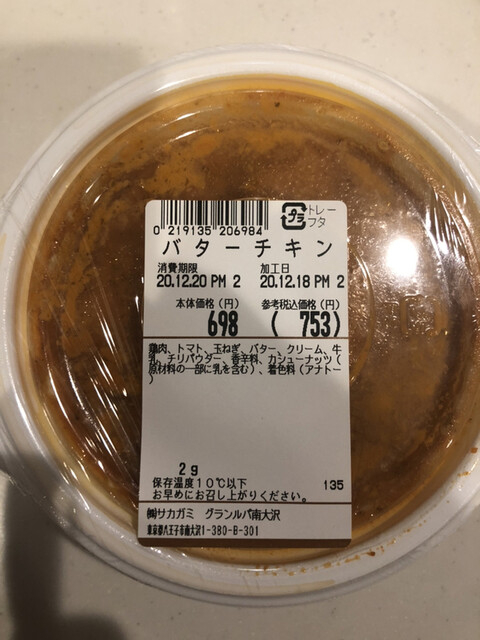 プラ トレー
フタ
0 219135 206984
バターチキン
消費期限 加工日
20.12.20 PM 2 20.12.18 PM 2
本体価格(円) 参考税込価格(円)
698 ( 753)
鶏肉、トマト、玉ねぎ、バター、クリーム、牛
乳、チリパウダー、香辛料、カシューナッツ(
原材料の一部に乳を含む)、着色料(アナトー
)
2g
保存温度10℃以下 135
お早めにお召し上がりください。
㈱サカガミ グランルパ南大沢
東京都八王子市南大沢1-380-B-301